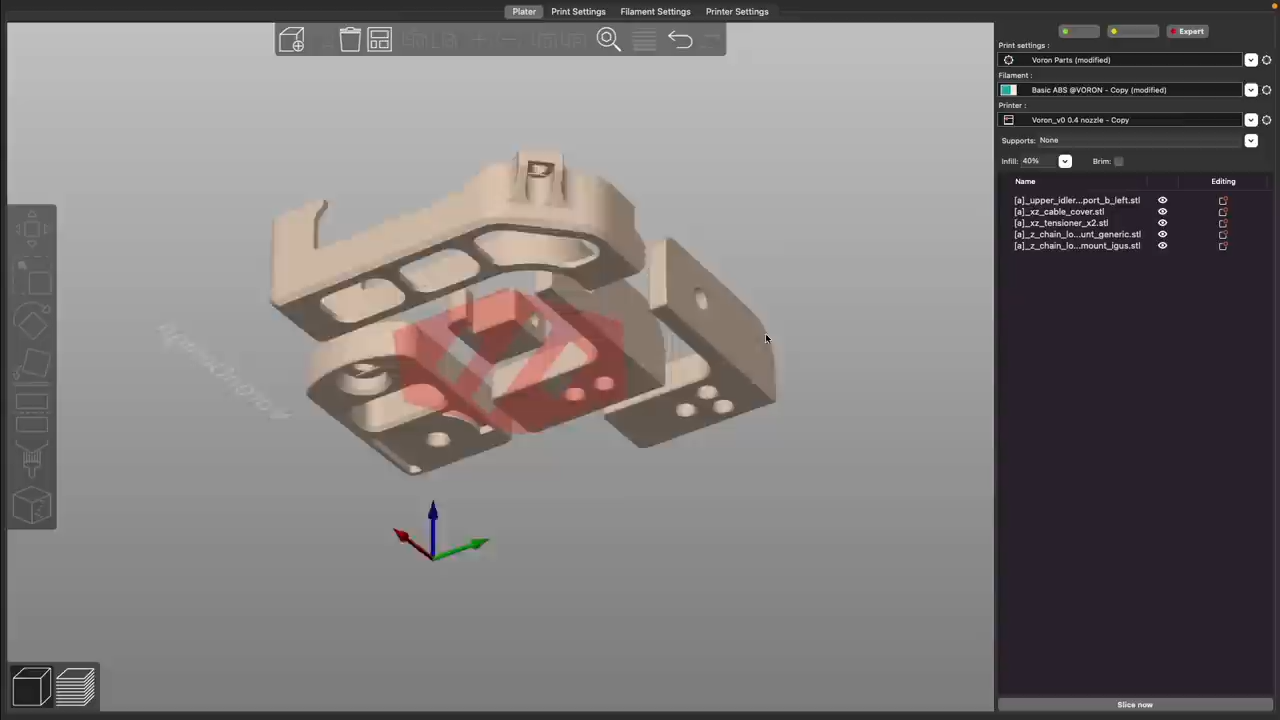 Plater Print Settings Filament Settings Printer Settings
Expert
Print settings :
Voron Parts (modified)
Filament :
Basic ABS @VORON - Copy (modified)
Printer :
Voron_v0 0.4 nozzle - Copy
Supports: None
Infill: 40% Brim:
Name Editing
[a]_upper_idler...port_b_left.stl
[a]_xz_cable_cover.stl
[a]_xz_tensioner_x2.stl
[a]_z_chain_lo...unt_generic.stl
[a]_z_chain_lo...mount_igus.stl
Slice now